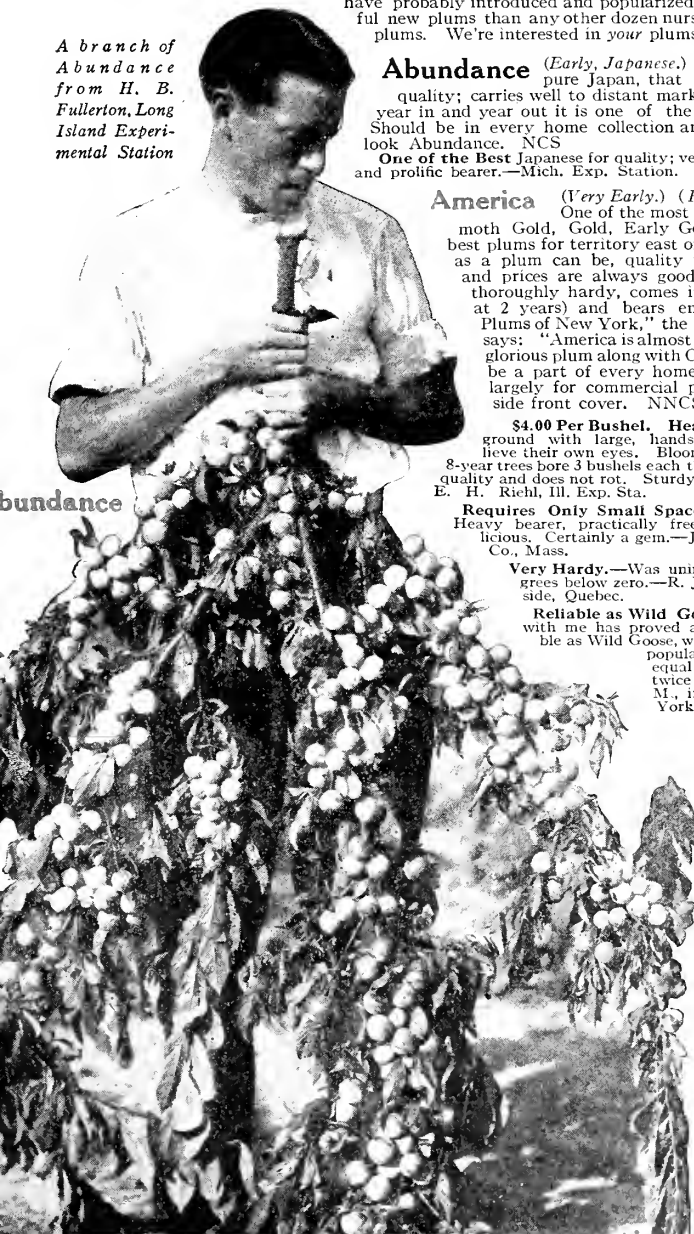 A branch of
Abundance
from H. B.
Fullerton, Long
Island Experi-
mental Station
have probably introduced and popularized
ful new plums than any other dozen nurs
plums. We're interested in your plums
Abundance (Early, Japanese.)
pure Japan, that
quality; carries well to distant mark
year in and year out it is one of the
Should be in every home collection a
look Abundance. NCS
One of the Best Japanese for quality; ve
and prolific bearer.—Mich. Exp. Station.
America (Very Early.) (
One of the most
moth Gold, Gold, Early G
best plums for territory east o
as a plum can be, quality
and prices are always good
thoroughly hardy, comes i
at 2 years) and bears en
Plums of New York," the
says: "America is almost
glorious plum along with
be a part of every home
largely for commercial p
side front cover. NNCS
$4.00 Per Bushel. Hea
ground with large, hands
lieve their own eyes. Bloom
8-year trees bore 3 bushels each t
quality and does not rot. Sturdy
E. H. Riehl, Ill. Exp. Sta.
bundance
Requires Only Small Space
Heavy bearer, practically free
licious. Certainly a gem.—J
Co., Mass.
Very Hardy.—Was uni
grees below zero.—R. J
side, Quebec.
Reliable as Wild Go
with me has proved a
ble as Wild Goose, w
popula
equal
twice
M., i
York